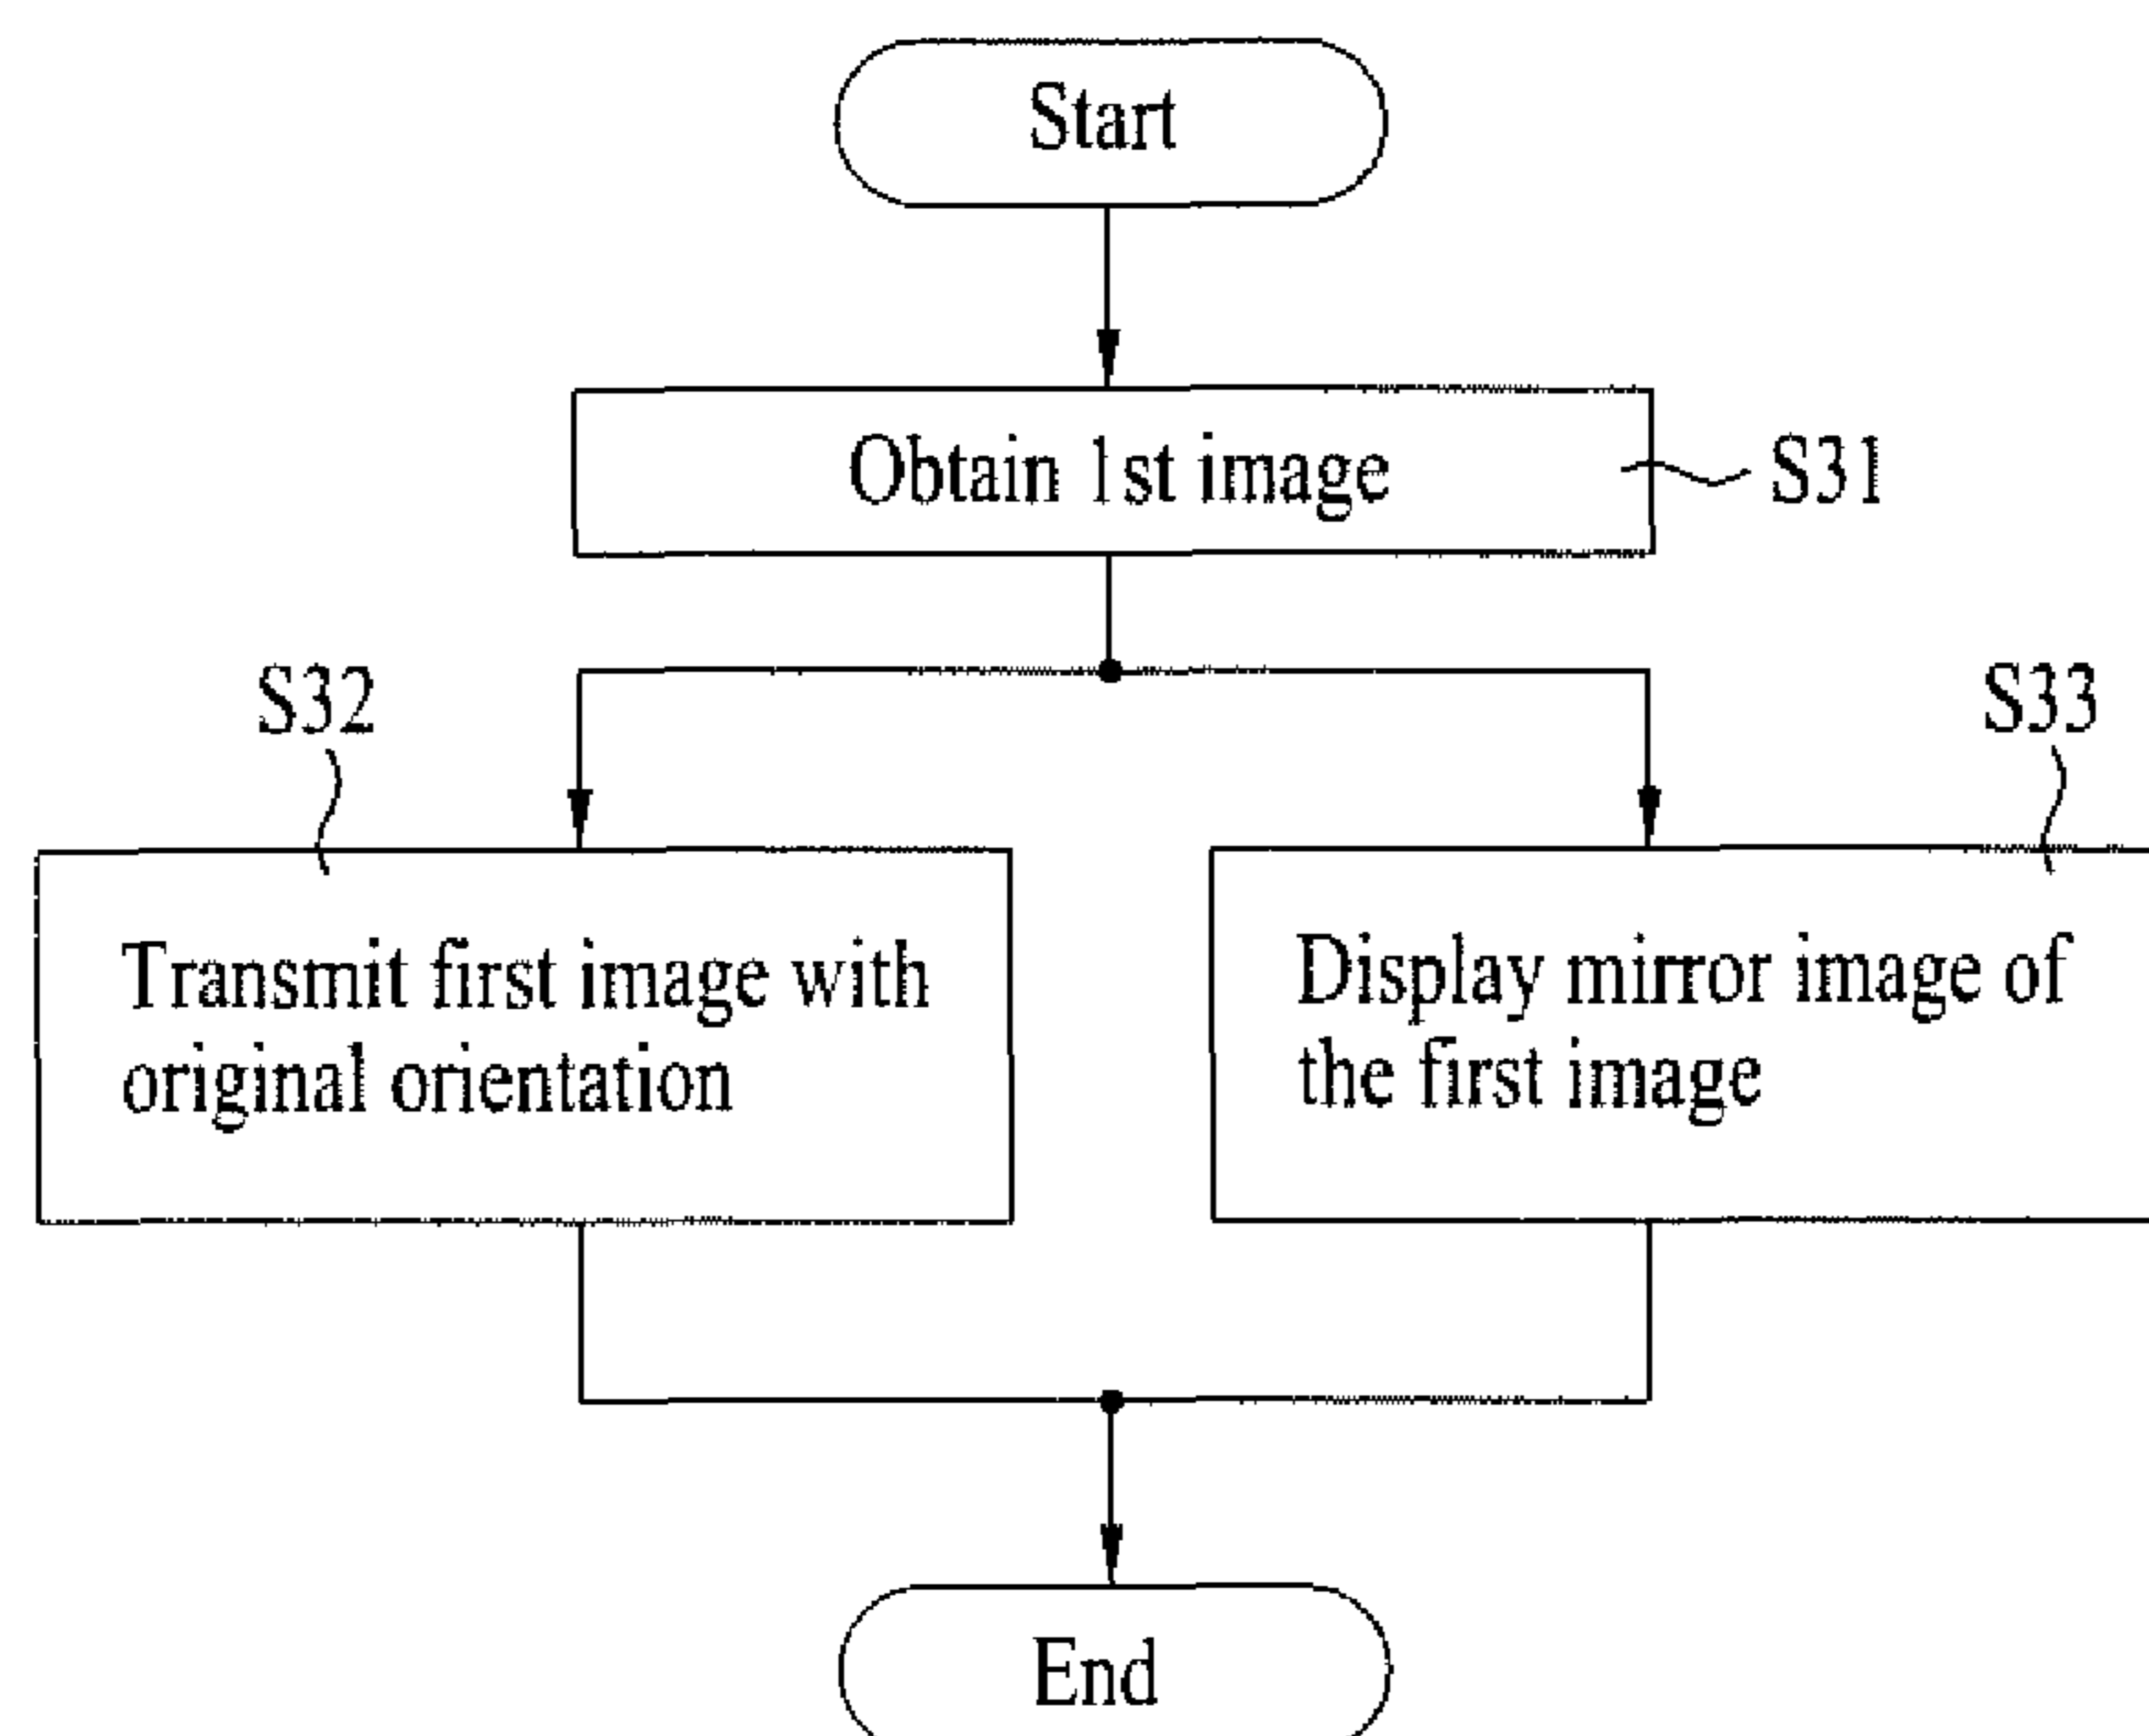 Start
Obtain 1st image
S31
S32
S33
Transmit first image with
original orientation
Display mirror image of
the first image
End